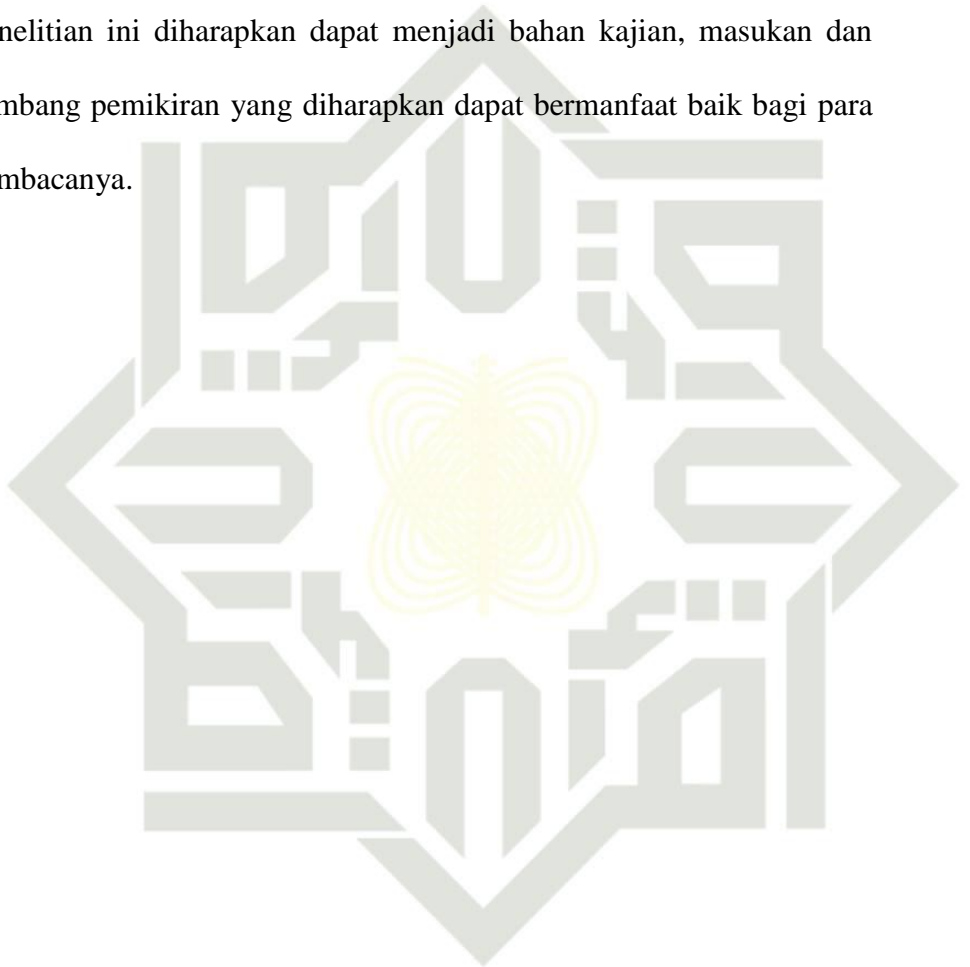 nelitian ini diharapkan dapat menjadi bahan kajian, masukan dan
mbang pemikiran yang diharapkan dapat bermanfaat baik bagi para
mbacanya.